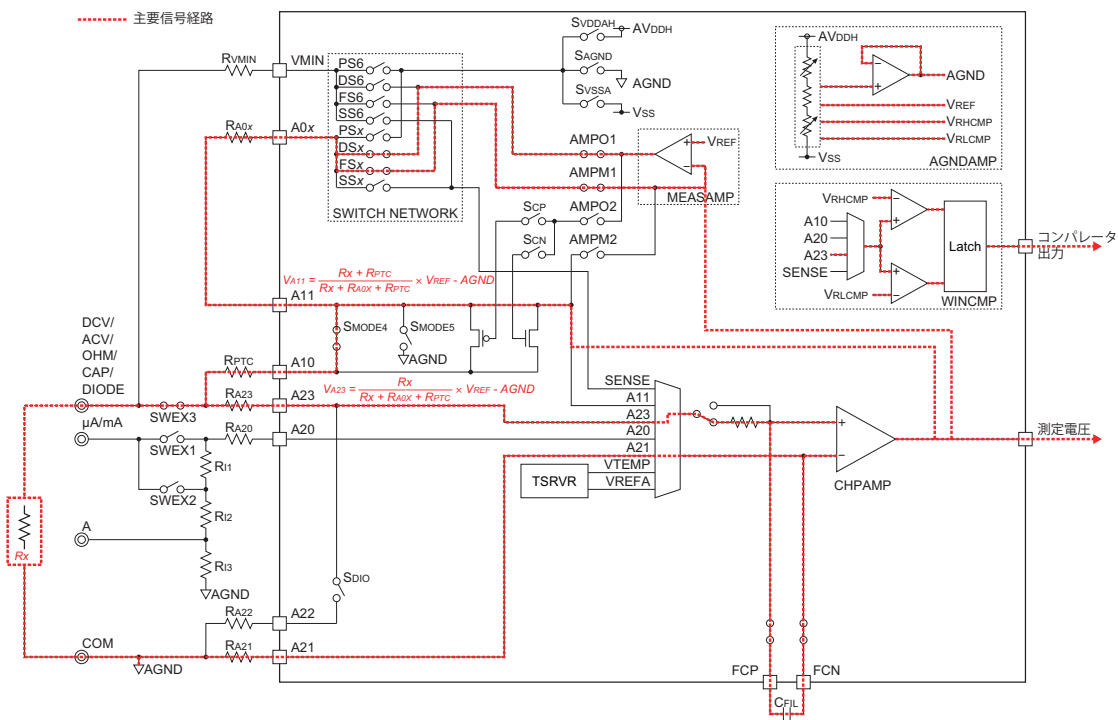 主要信号経路
SVDDAH
AVDDH
SAGND
AGND
SVSSA
VSS
RVMIN
VMIN
PS6
DS6
FS6
SS6
PSx
DSx
FSx
SSx
SWITCH NETWORK
RA0x
A0x
AMPO1
AMPM1
AMPO2
AMPM2
VREF
MEASAMP
SCP
SCN
AVDDH
AGND
VREF
VRHCMP
VRLCMP
VSS
AGNDAMP
VRHCMP
A10
A20
A23
SENSE
VRLCMP
Latch
WINCMP
コンパレータ
出力
VA11 = Rx + RPTC / Rx + RA0X + RPTC × VREF - AGND
A11
SMODE4
SMODE5
AGND
DCV/
ACV/
OHM/
CAP/
DIODE
RPTC
A10
VA23 = Rx / Rx + RA0X + RPTC × VREF - AGND
RA23
A23
SWEX3
μA/mA
SWEX1
RA20
A20
RI1
SWEX2
RI2
A
RI3
AGND
Rx
SENSE
A11
A23
A20
A21
VTEMP
VREFA
TSRVR
CHPAMP
測定電圧
SDIO
RA22
A22
COM
AGND
RA21
A21
FCP
FCN
CFIL